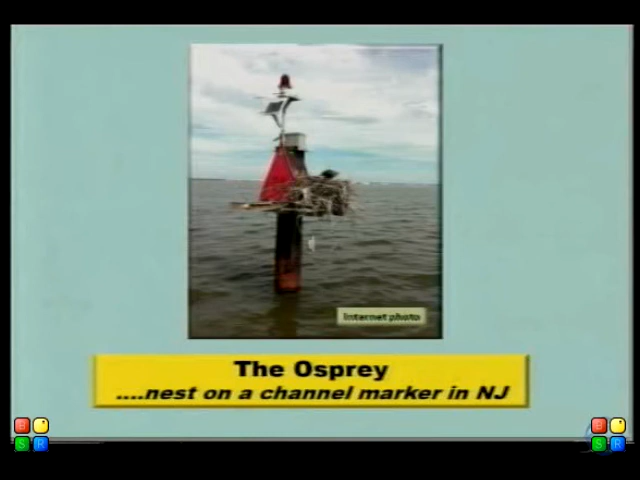 Internet photo
The Osprey
....nest on a channel marker in NJ
B
S R
B
S R